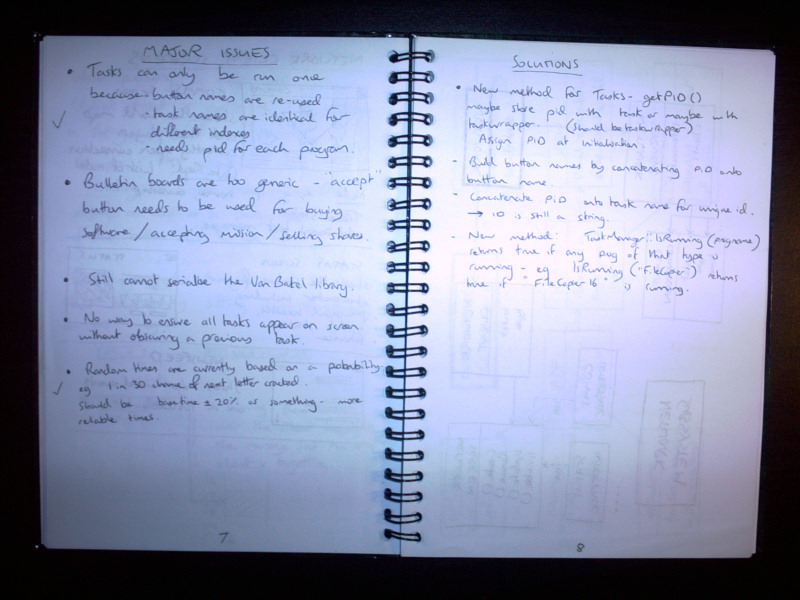 MAJOR ISSUES
• Tasks can only be run once
because - button names are re-used
- task names are identical for
different indexes
- needs pid for each program.
• Bulletin boards are too generic - "accept"
button needs to be used for buying
software / accepting mission / selling shares.
• Still cannot serialise the Van Bakel library.
• No way to ensure all tasks appear on screen
without obscuring a previous task.
• Random times are currently based on a probability:
eg 1 in 30 chance of next letter cracked.
Should be basetime ± 20% or something - more
reliable times.
7
SOLUTIONS
• New method for Tasks - getPID()
maybe store pid with task or maybe with
taskwrapper. (should be taskwrapper)
Assign PID at initialisation.
- Build button names by concatenating PID onto
button name.
- Concatenate PID onto task name for unique id.
→ ID is still a string.
- New method: TaskManager::IsRunning(progname)
returns true if any prog of that type is
running - eg IsRunning("FileCopier") returns
true if "FileCopier 16" is running.
8